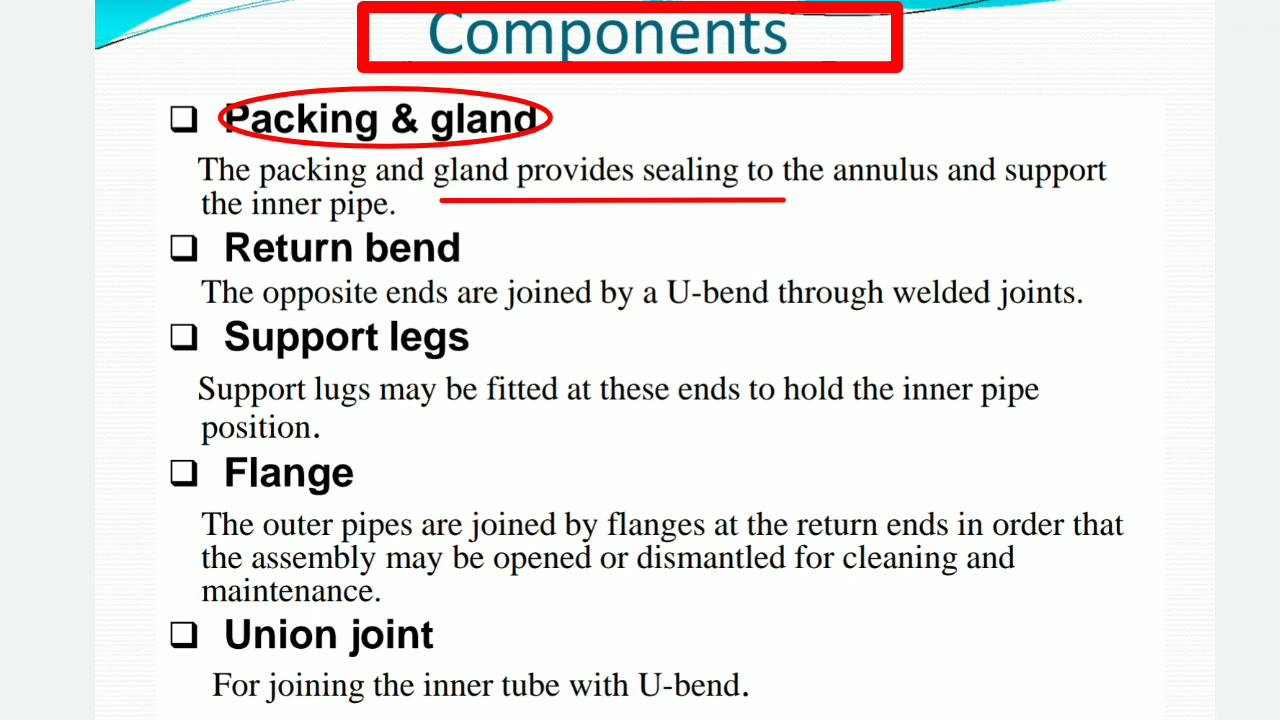 Components
Packing & gland
The packing and gland provides sealing to the annulus and support
the inner pipe.
Return bend
The opposite ends are joined by a U-bend through welded joints.
Support legs
Support lugs may be fitted at these ends to hold the inner pipe
position.
Flange
The outer pipes are joined by flanges at the return ends in order that
the assembly may be opened or dismantled for cleaning and
maintenance.
Union joint
For joining the inner tube with U-bend.